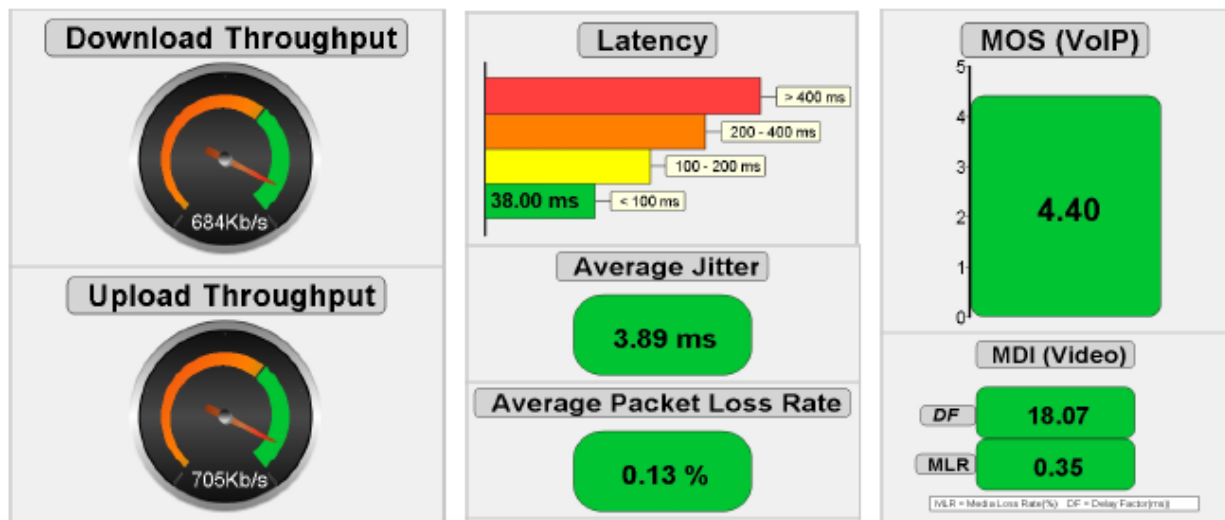 Download Throughput
684Kb/s
Upload Throughput
705Kb/s
Latency
> 400 ms
200 - 400 ms
100 - 200 ms
38.00 ms
< 100 ms
Average Jitter
3.89 ms
Average Packet Loss Rate
0.13 %
MOS (VoIP)
5
4
3
2
1
0
4.40
MDI (Video)
DF
18.07
MLR
0.35
MLR = Media Loss Rate(%) DF = Delay Factor(ms))